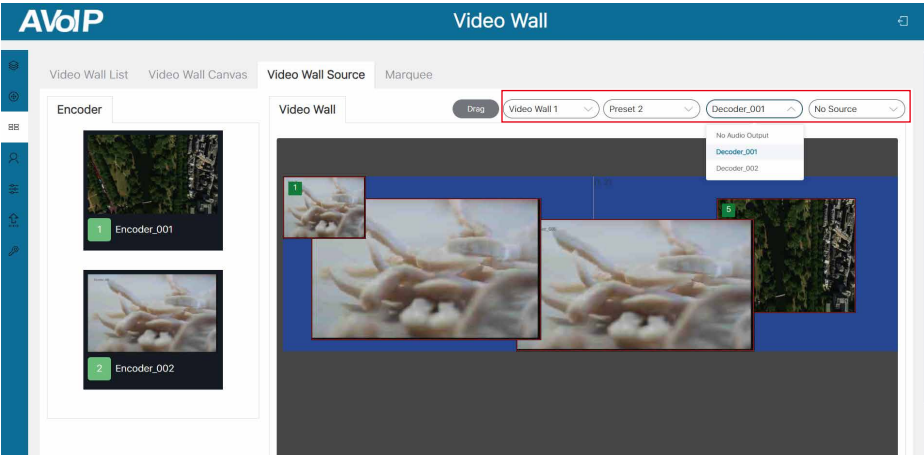 AVoIP
Video Wall
Video Wall List
Video Wall Canvas
Video Wall Source
Marquee
Encoder
Video Wall
Drag
Video Wall 1
Preset 2
Decoder_001
No Source
No Audio Output
Decoder_001
Decoder_002
1
5
1
Encoder_001
2
Encoder_002